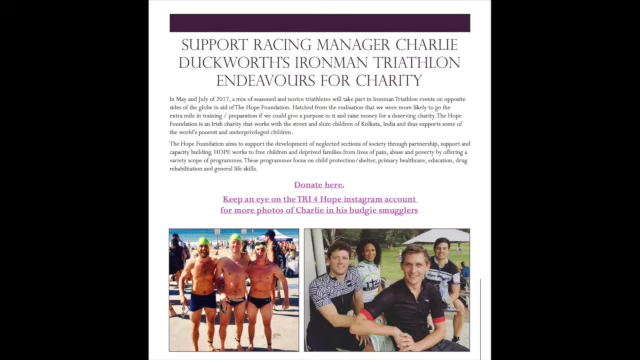 SUPPORT RACING MANAGER CHARLIE
DUCKWORTH'S IRONMAN TRIATHLON
ENDEAVOURS FOR CHARITY
In May and July of 2017, a mix of seasoned and novice triathletes will take part in Ironman Triathlon events on opposite
sides of the globe in aid of The Hope Foundation. Hatched from the realisation that we were more likely to go the
extra mile in training / preparation if we could give a purpose to it and raise money for a deserving charity. The Hope
Foundation is an Irish charity that works with the street and slum children of Kolkata, India and thus supports some of
the world's poorest and underprivileged children.
The Hope Foundation aims to support the development of neglected sections of society through partnership, support and
capacity building. HOPE works to free children and deprived families from lives of pain, abuse and poverty by offering a
variety scope of programmes. These programmes focus on child protection/shelter, primary healthcare, education, drug
rehabilitation and general life skills.
Donate here.
Keep an eye on the TRI 4 Hope instagram account
for more photos of Charlie in his budgie smugglers